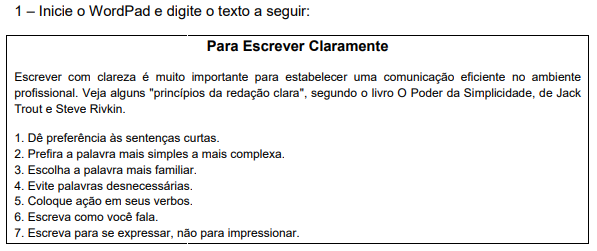 1 – Inicie o WordPad e digite o texto a seguir:
Para Escrever Claramente
Escrever com clareza é muito importante para estabelecer uma comunicação eficiente no ambiente
profissional. Veja alguns "princípios da redação clara", segundo o livro O Poder da Simplicidade, de Jack
Trout e Steve Rivkin.
1. Dê preferência às sentenças curtas.
2. Prefira a palavra mais simples a mais complexa.
3. Escolha a palavra mais familiar.
4. Evite palavras desnecessárias.
5. Coloque ação em seus verbos.
6. Escreva como você fala.
7. Escreva para se expressar, não para impressionar.